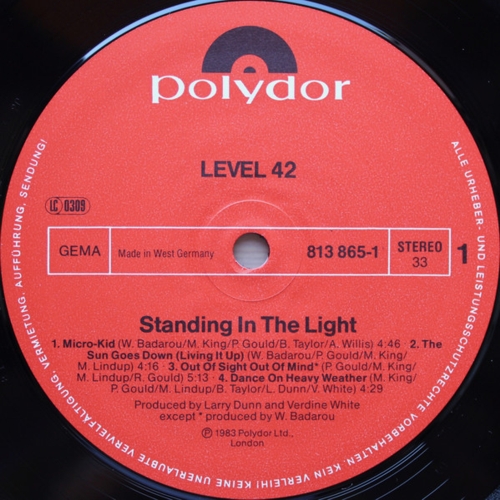 polydor
LEVEL 42
LC 0309
GEMA
Made in West Germany
813 865-1
STEREO
33
1
Standing In The Light
1. Micro-Kid (W. Badarou/M. King/P. Gould/B. Taylor/A. Willis) 4:46 · 2. The
Sun Goes Down (Living It Up) (W. Badarou/P. Gould/M. King/
M. Lindup) 4:16 · 3. Out Of Sight Out Of Mind* (P. Gould/M. King/
M. Lindup/R. Gould) 5:13 · 4. Dance On Heavy Weather (M. King/
P. Gould/M. Lindup/B. Taylor/L. Dunn/V. White) 4:29
Produced by Larry Dunn and Verdine White
except * produced by W. Badarou
℗ 1983 Polydor Ltd.,
London
ALLE URHEBER- UND LEISTUNGSSCHUTZRECHTE VORBEHALTEN. KEIN VERLEIH! KEINE UNERLAUBTE VERVIELFÄLTIGUNG, VERMIETUNG, AUFFÜHRUNG, SENDUNG!